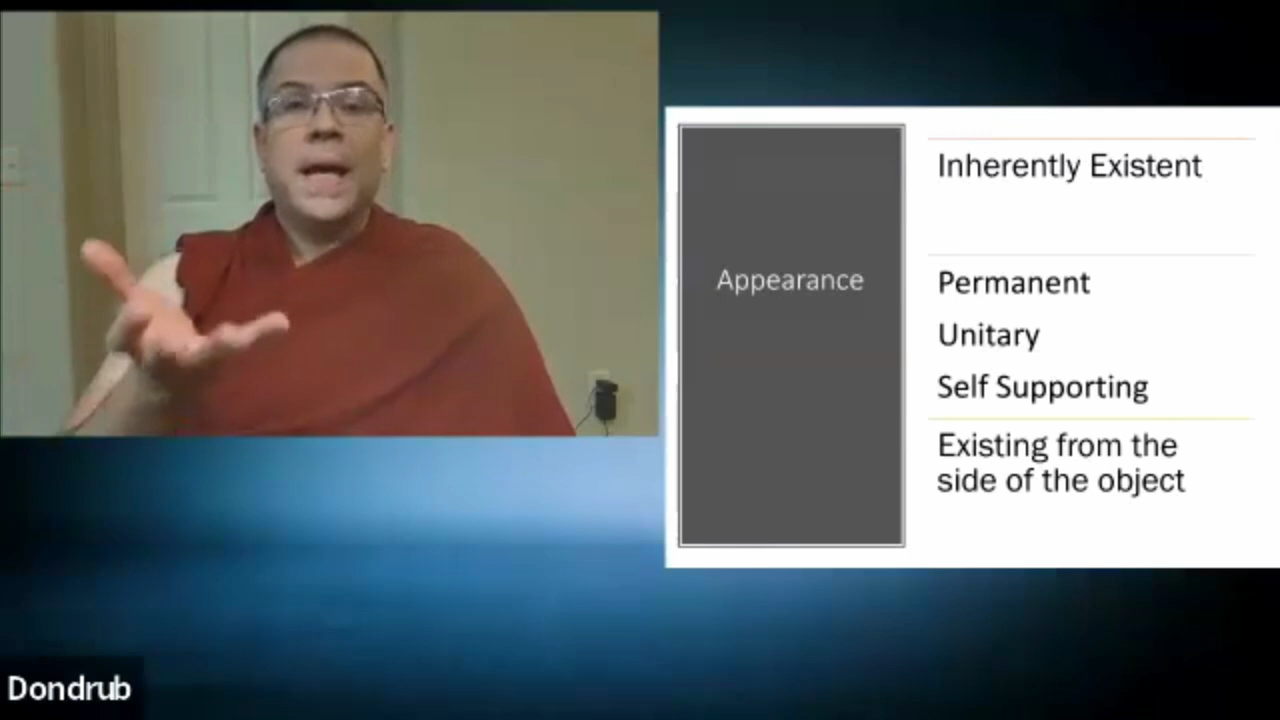 Appearance
Inherently Existent
Permanent
Unitary
Self Supporting
Existing from the
side of the object
Dondrub